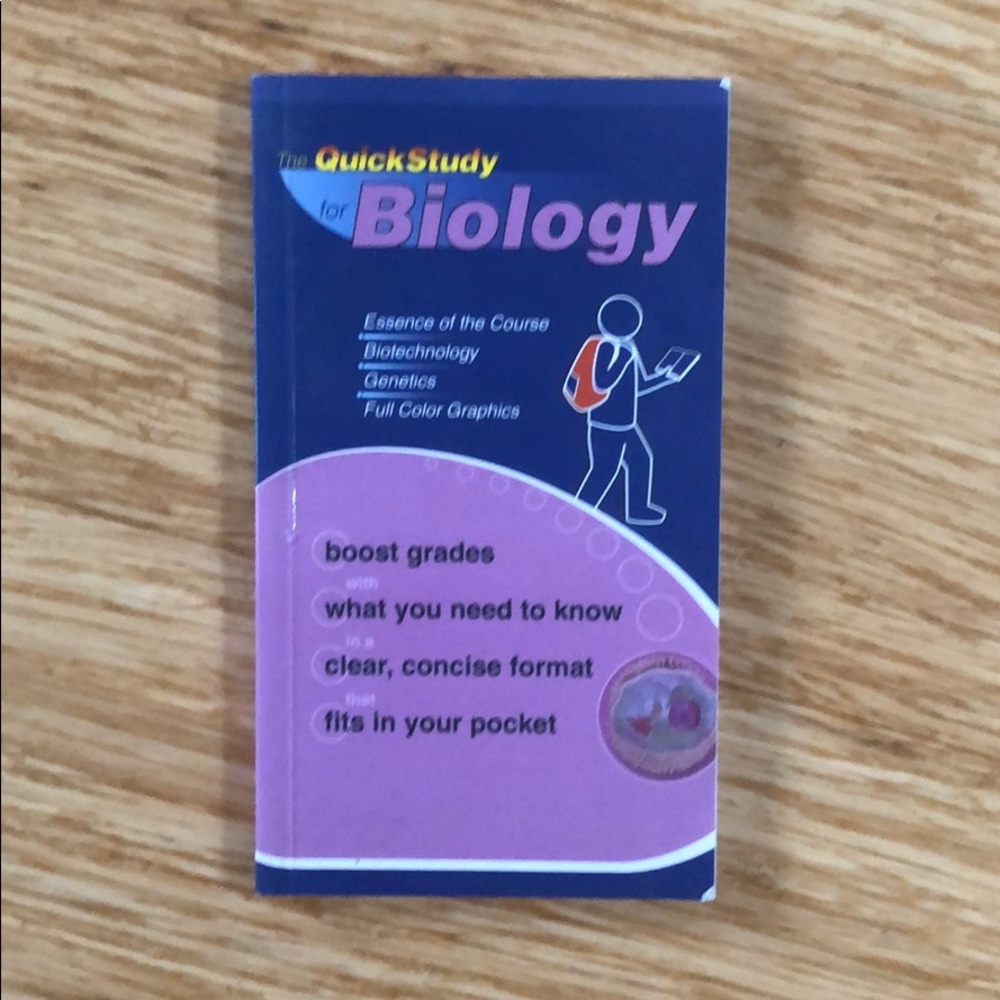 The QuickStudy
for Biology
Essence of the Course
Biotechnology
Genetics
Full Color Graphics
boost grades
with
what you need to know
in a
clear, concise format
that
fits in your pocket